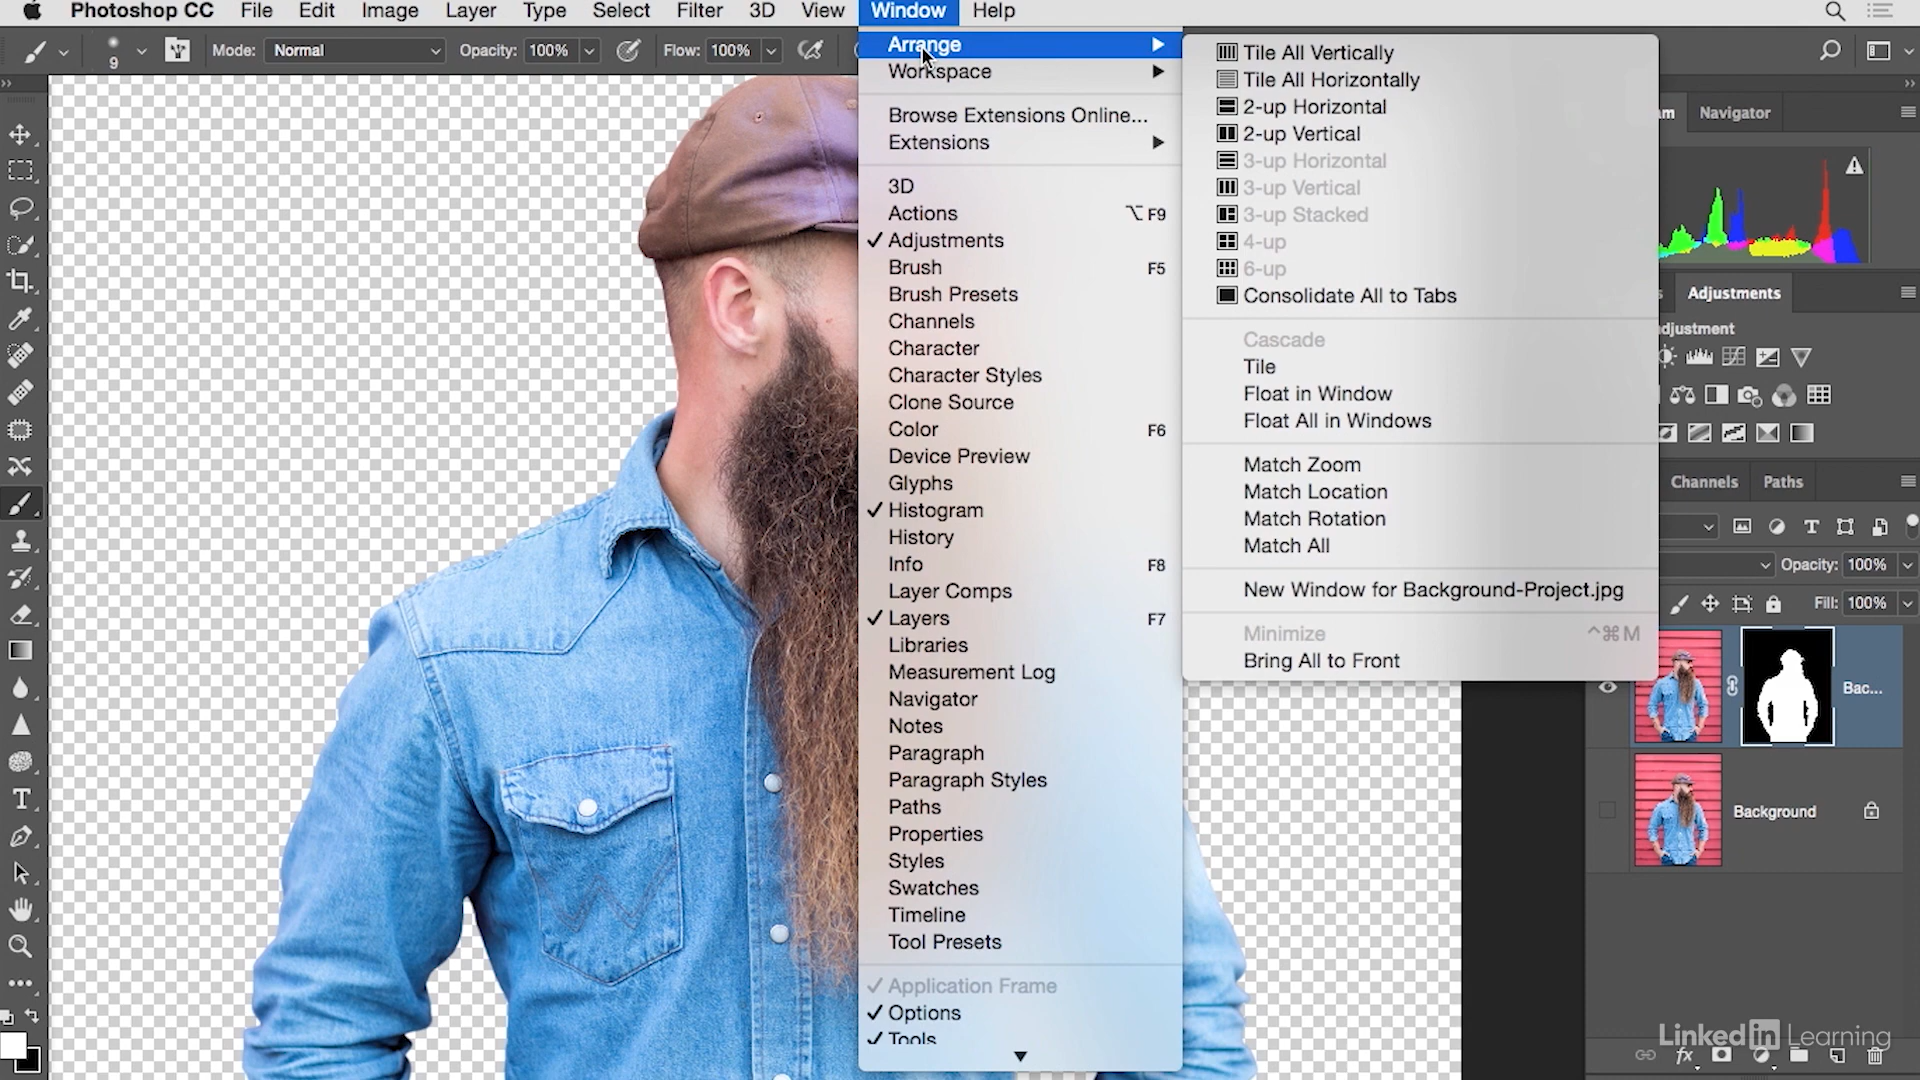 Photoshop CC File Edit Image Layer Type Select Filter 3D View Window Help
9 Mode: Normal Opacity: 100% Flow: 100%
Arrange
Workspace
Browse Extensions Online...
Extensions
3D
Actions ⌥F9
✓ Adjustments
Brush F5
Brush Presets
Channels
Character
Character Styles
Clone Source
Color F6
Device Preview
Glyphs
✓ Histogram
History
Info F8
Layer Comps
✓ Layers F7
Libraries
Measurement Log
Navigator
Notes
Paragraph
Paragraph Styles
Paths
Properties
Styles
Swatches
Timeline
Tool Presets
✓ Application Frame
✓ Options
✓ Tools
Tile All Vertically
Tile All Horizontally
2-up Horizontal
2-up Vertical
3-up Horizontal
3-up Vertical
3-up Stacked
4-up
6-up
Consolidate All to Tabs
Cascade
Tile
Float in Window
Float All in Windows
Match Zoom
Match Location
Match Rotation
Match All
New Window for Background-Project.jpg
Minimize ^⌘M
Bring All to Front
am Navigator
s Adjustments
djustment
Channels Paths
Opacity: 100%
Fill: 100%
Bac...
Background
LinkedIn Learning